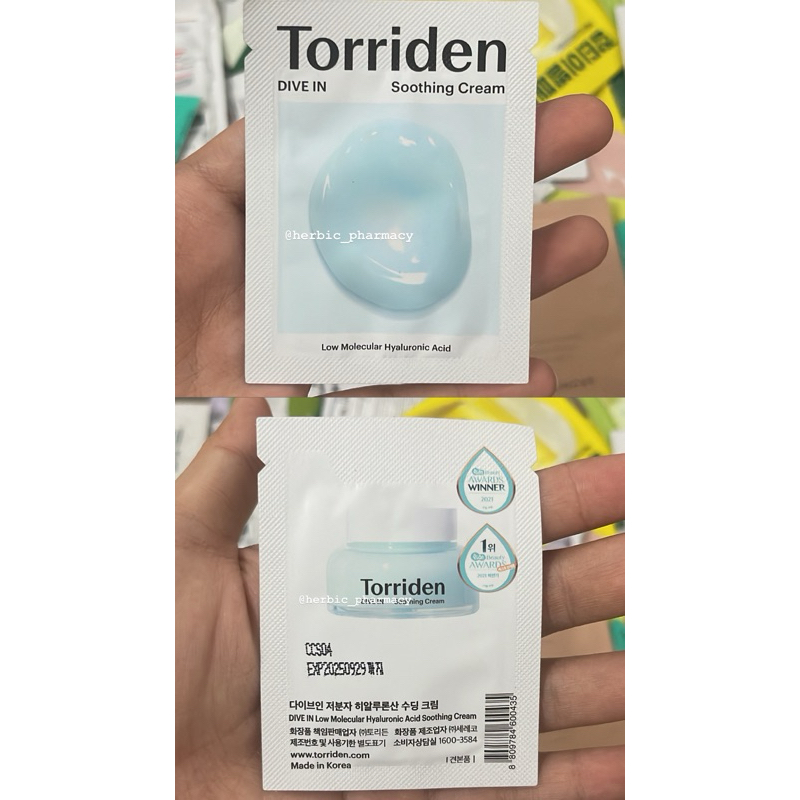 Torriden
DIVE IN Soothing Cream
@herbic_pharmacy
Low Molecular Hyaluronic Acid
AWARDS
WINNER
2021
1위
Beauty
AWARDS
Torriden
Soothing Cream
@herbic_pharmacy
CCS04
EXP20250929
다이브인 저분자 히알루론산 수딩 크림
DIVE IN Low Molecular Hyaluronic Acid Soothing Cream
화장품 책임판매업자 ㈜토리든 화장품 제조업자 ㈜세레코
제조번호 및 사용기한 별도표기 소비자상담실 1600-3584
www.torriden.com
Made in Korea
견본품
8 809784 600435